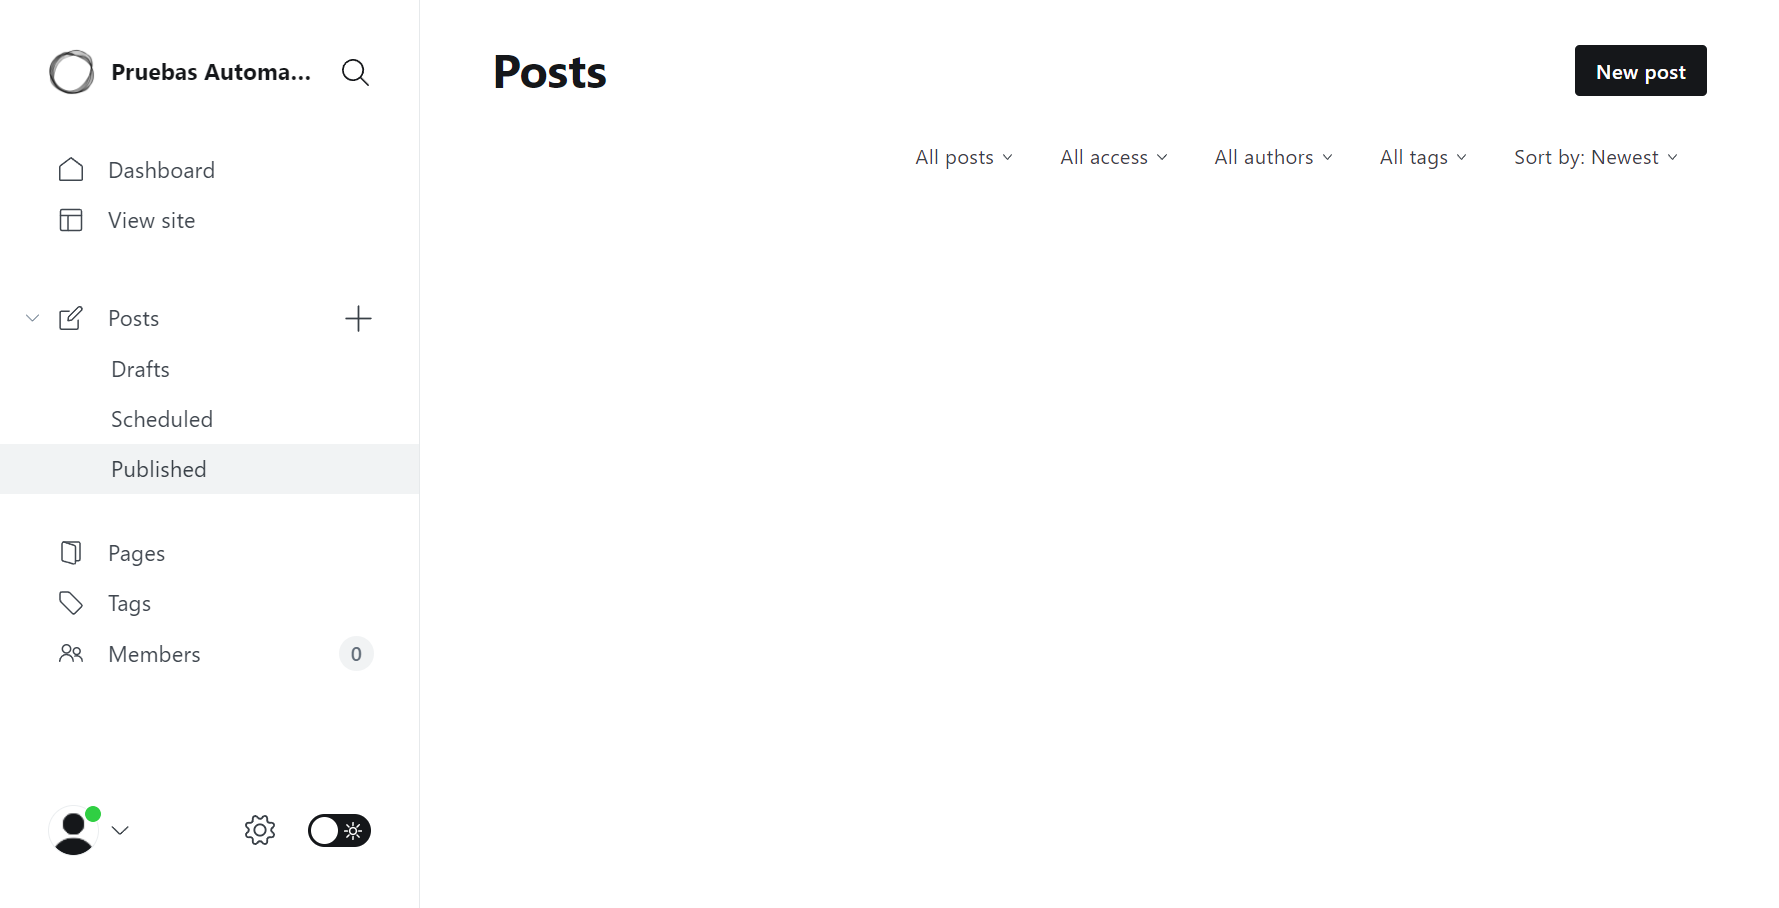 Pruebas Automa...
Dashboard
View site
Posts
Drafts
Scheduled
Published
Pages
Tags
Members 0
Posts
New post
All posts All access All authors All tags Sort by: Newest